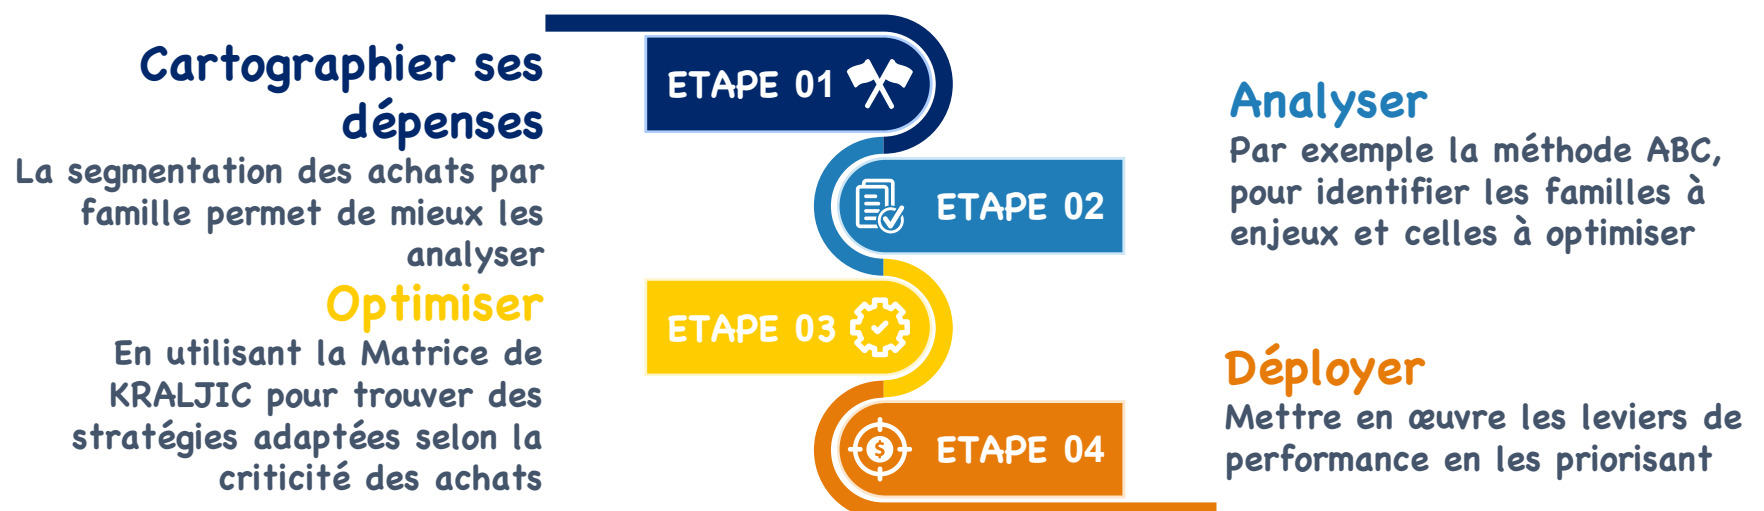 ETAPE 01
Cartographier ses
dépenses
La segmentation des achats par
famille permet de mieux les
analyser
ETAPE 02
Analyser
Par exemple la méthode ABC,
pour identifier les familles à
enjeux et celles à optimiser
ETAPE 03
Optimiser
En utilisant la Matrice de
KRALJIC pour trouver des
stratégies adaptées selon la
criticité des achats
ETAPE 04
Déployer
Mettre en œuvre les leviers de
performance en les priorisant
$